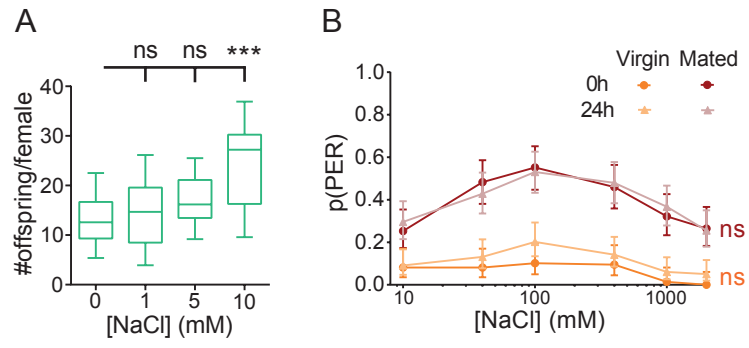 A
ns ns ***
40
30
20
10
0
#offspring/female
0 1 5 10
[NaCl] (mM)
B
Virgin Mated
0h
24h
1.0
0.8
0.6
0.4
0.2
0.0
p(PER)
ns
ns
10 100 1000
[NaCl] (mM)